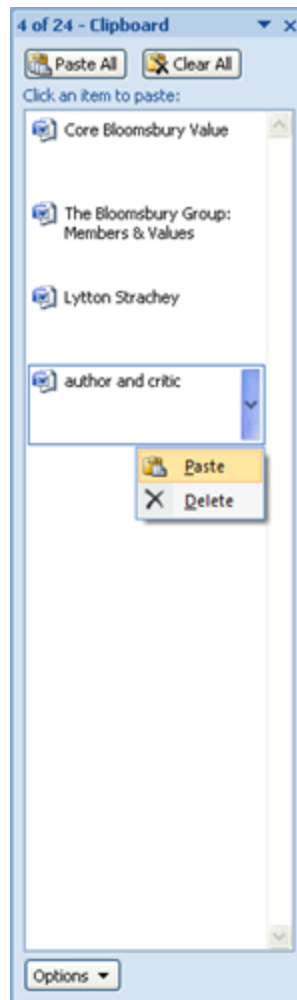 4 of 24 - Clipboard
Paste All Clear All
Click an item to paste:
Core Bloomsbury Value
The Bloomsbury Group:
Members & Values
Lytton Strachey
author and critic
Paste
Delete
Options